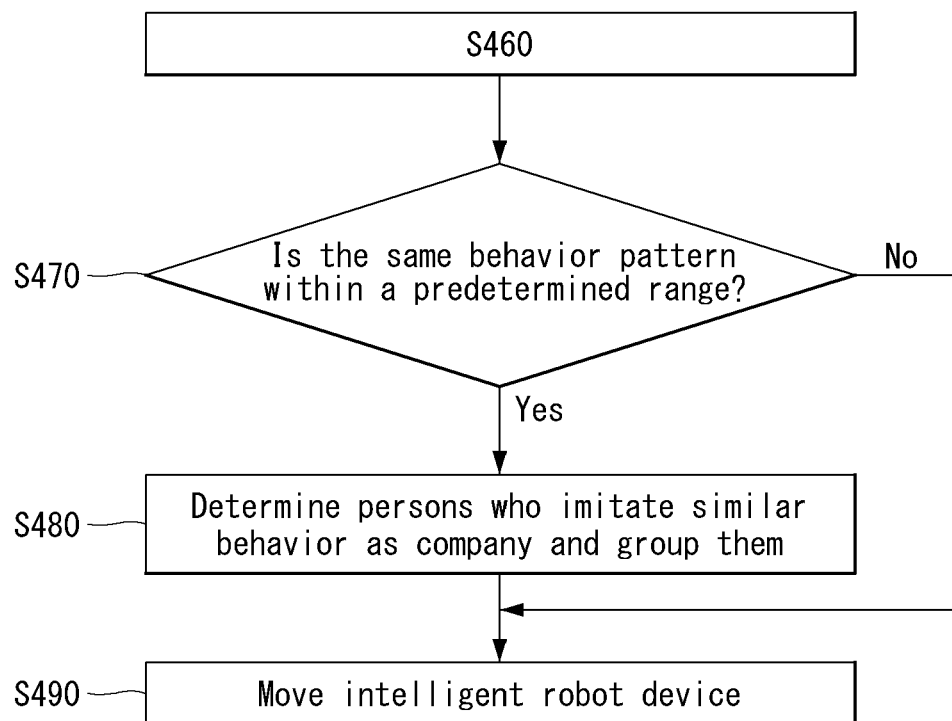 S460
S470
Is the same behavior pattern
within a predetermined range?
No
Yes
S480
Determine persons who imitate similar
behavior as company and group them
S490
Move intelligent robot device